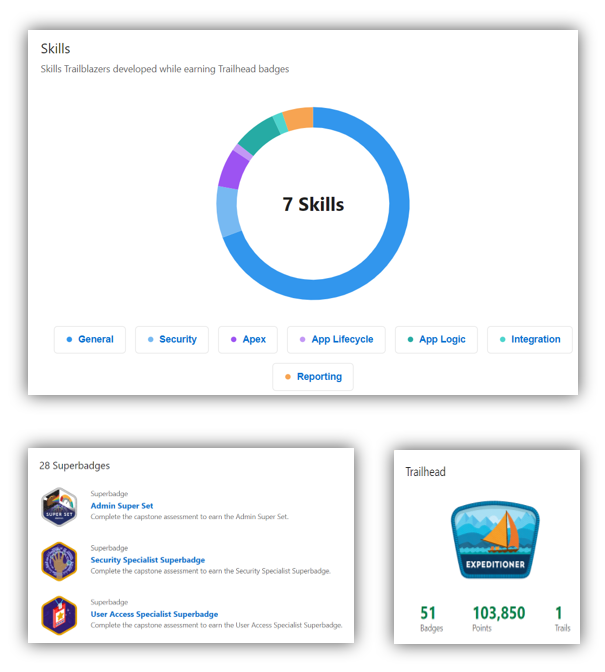 Skills
Skills Trailblazers developed while earning Trailhead badges
7 Skills
General
Security
Apex
App Lifecycle
App Logic
Integration
Reporting
28 Superbadges
SUPER SET
Superbadge
Admin Super Set
Complete the capstone assessment to earn the Admin Super Set.
Superbadge
Security Specialist Superbadge
Complete the capstone assessment to earn the Security Specialist Superbadge.
Superbadge
User Access Specialist Superbadge
Complete the capstone assessment to earn the User Access Specialist Superbadge.
Trailhead
EXPEDITIONER
51 103,850 1
Badges Points Trails